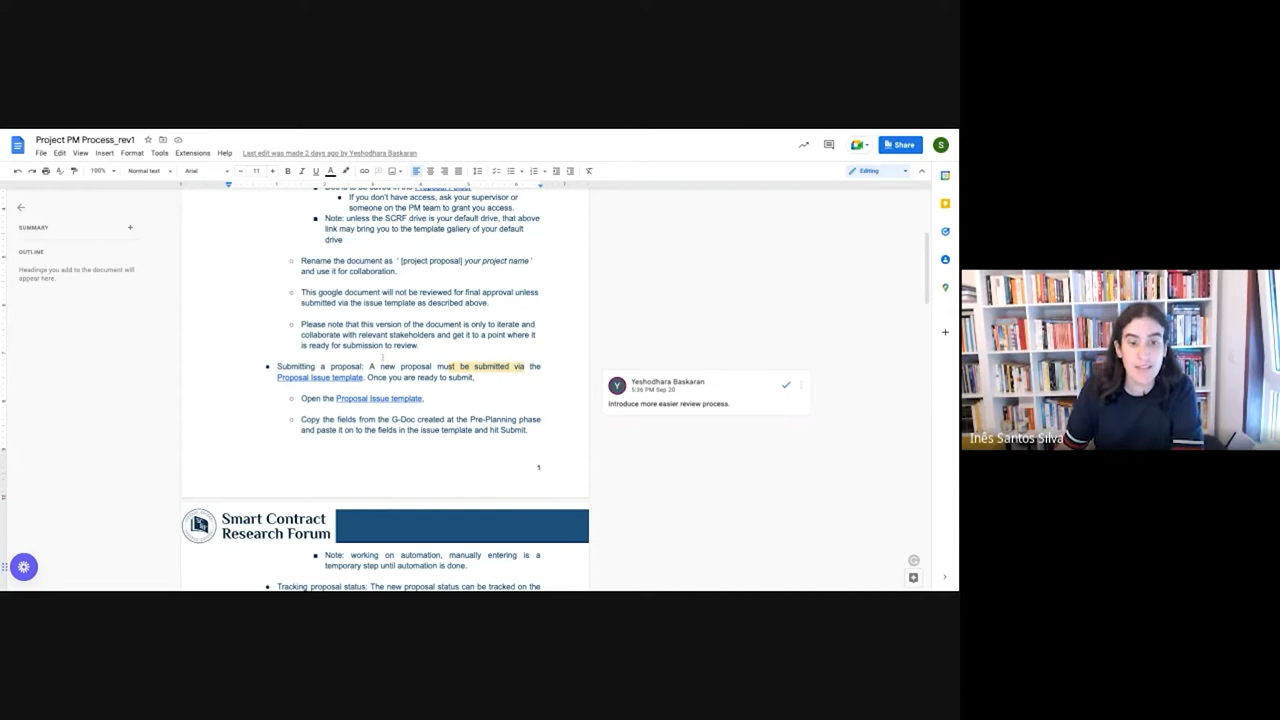 Project PM Process_rev1
File Edit View Insert Format Tools Extensions Help Last edit was made 2 days ago by Yeshodhara Baskaran
Share
S
100% Normal text Arial 11 Editing
SUMMARY
OUTLINE
Headings you add to the document will
appear here.
If you don't have access, ask your supervisor or
someone on the PM team to grant you access.
Note: unless the SCRF drive is your default drive, that above
link may bring you to the template gallery of your default
drive
Rename the document as ' [project proposal] your project name '
and use it for collaboration.
This google document will not be reviewed for final approval unless
submitted via the issue template as described above.
Please note that this version of the document is only to iterate and
collaborate with relevant stakeholders and get it to a point where it
is ready for submission to review.
Submitting a proposal: A new proposal must be submitted via the
Proposal Issue template. Once you are ready to submit,
Open the Proposal Issue template,
Copy the fields from the G-Doc created at the Pre-Planning phase
and paste it on to the fields in the issue template and hit Submit.
1
Y
Yeshodhara Baskaran
5:36 PM Sep 20
Introduce more easier review process.
Smart Contract
Research Forum
Note: working on automation, manually entering is a
temporary step until automation is done.
Tracking proposal status: The new proposal status can be tracked on the
Inês Santos Silva